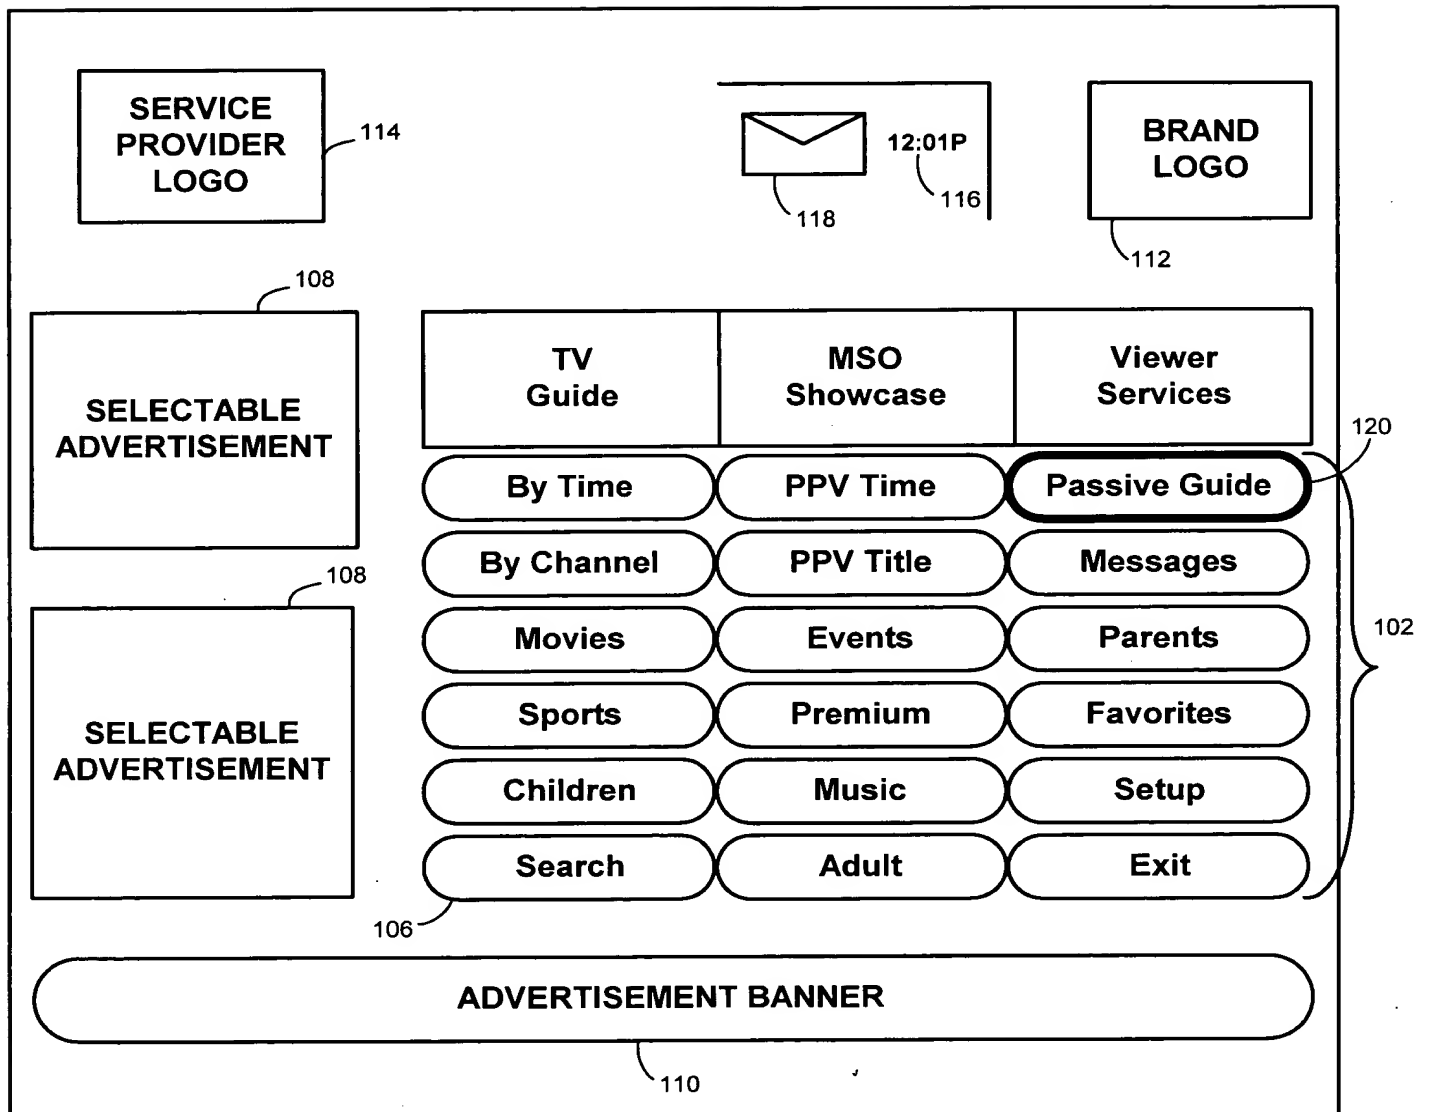 SERVICE
PROVIDER
LOGO
114
12:01P
116
118
BRAND
LOGO
112
108
SELECTABLE
ADVERTISEMENT
108
SELECTABLE
ADVERTISEMENT
TV
Guide
MSO
Showcase
Viewer
Services
120
By Time
PPV Time
Passive Guide
By Channel
PPV Title
Messages
Movies
Events
Parents
102
Sports
Premium
Favorites
Children
Music
Setup
Search
Adult
Exit
106
ADVERTISEMENT BANNER
110